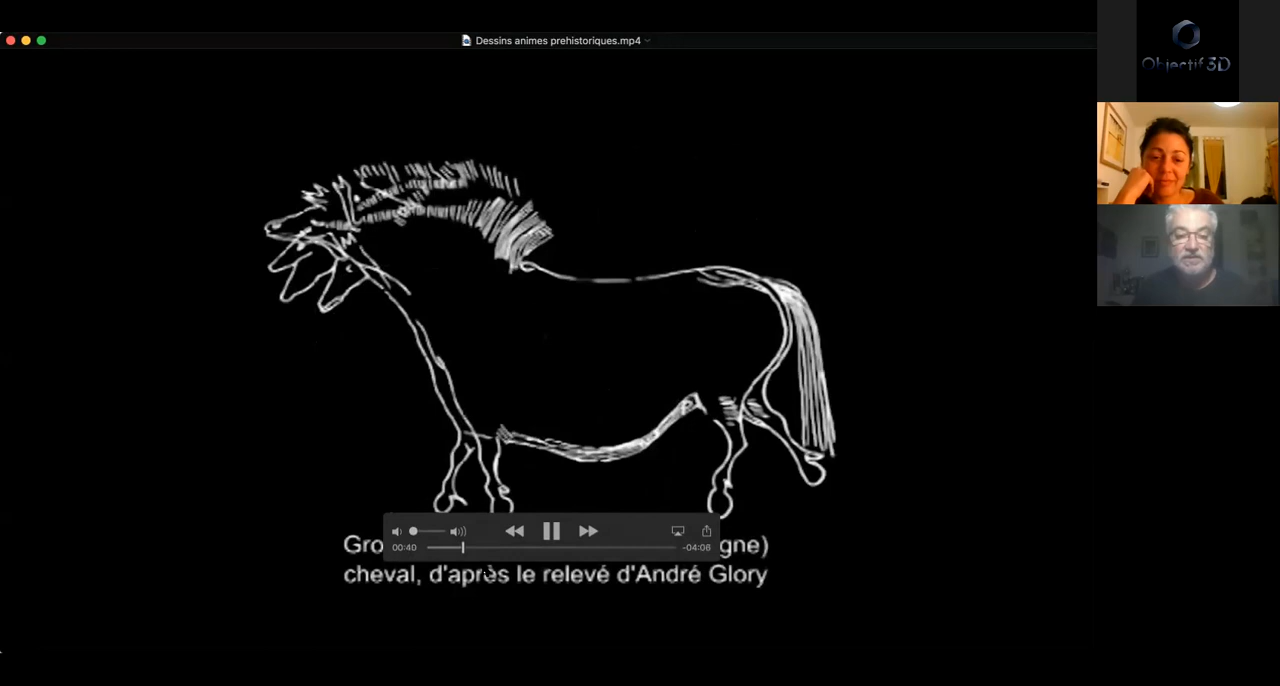 Dessins animes prehistoriques.mp4
Objectif 3D
00:40
-04:06
Gro
gne)
cheval, d'après le relevé d'André Glory